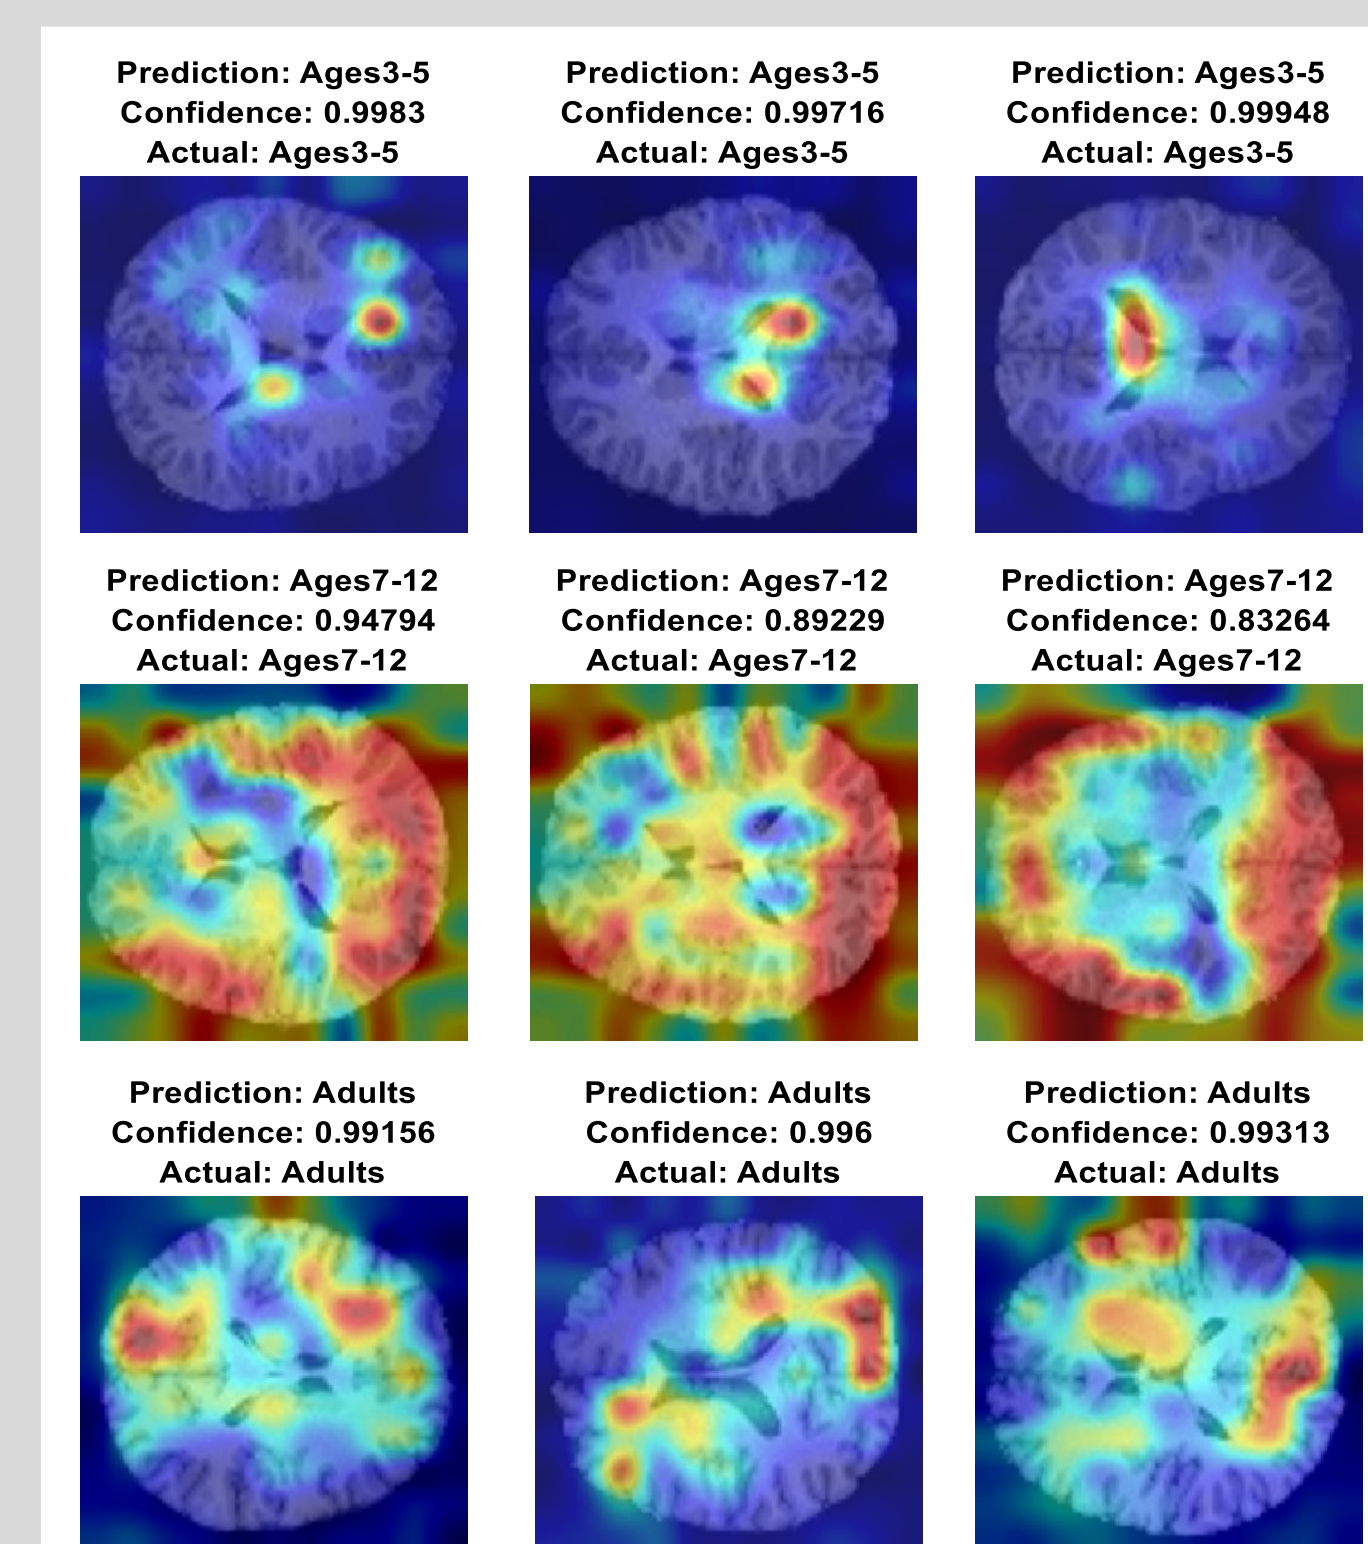 Prediction: Ages3-5
Confidence: 0.9983
Actual: Ages3-5
Prediction: Ages3-5
Confidence: 0.99716
Actual: Ages3-5
Prediction: Ages3-5
Confidence: 0.99948
Actual: Ages3-5
Prediction: Ages7-12
Confidence: 0.94794
Actual: Ages7-12
Prediction: Ages7-12
Confidence: 0.89229
Actual: Ages7-12
Prediction: Ages7-12
Confidence: 0.83264
Actual: Ages7-12
Prediction: Adults
Confidence: 0.99156
Actual: Adults
Prediction: Adults
Confidence: 0.996
Actual: Adults
Prediction: Adults
Confidence: 0.99313
Actual: Adults